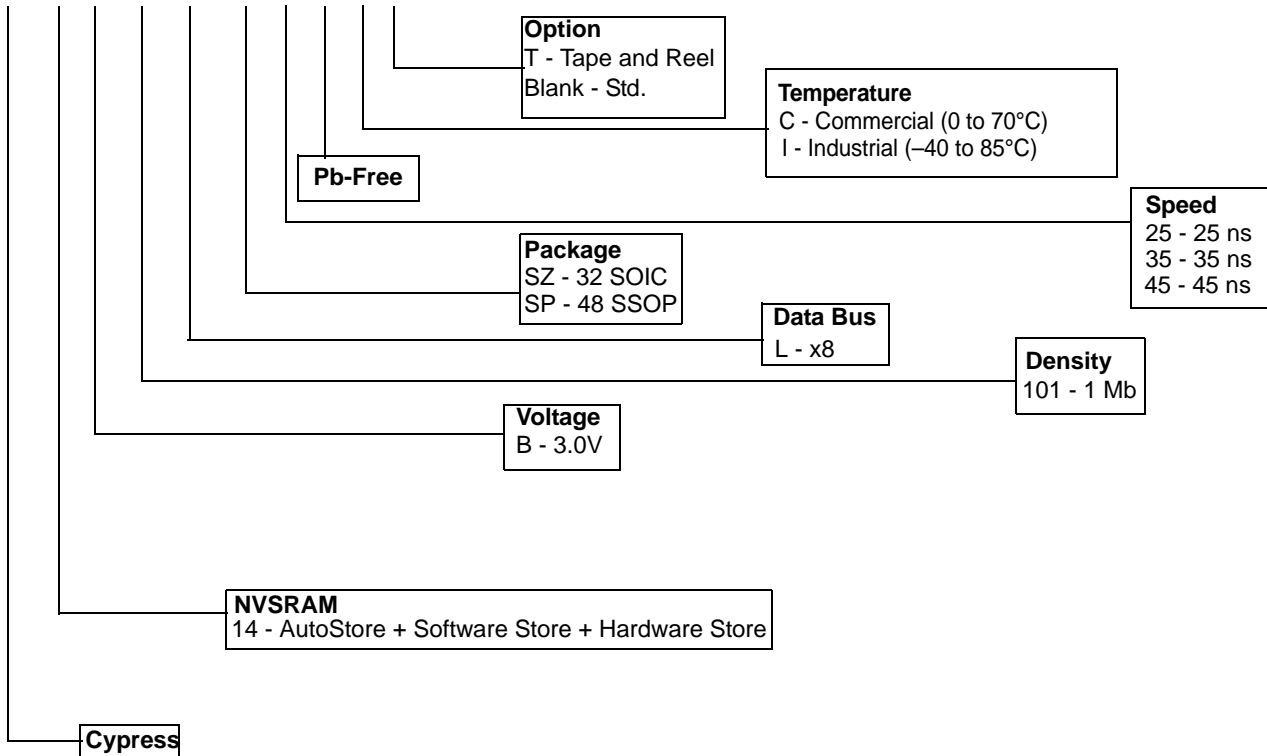 Option
T - Tape and Reel
Blank - Std.
Temperature
C - Commercial (0 to 70°C)
I - Industrial (–40 to 85°C)
Pb-Free
Speed
25 - 25 ns
35 - 35 ns
45 - 45 ns
Package
SZ - 32 SOIC
SP - 48 SSOP
Data Bus
L - x8
Density
101 - 1 Mb
Voltage
B - 3.0V
NVSRAM
14 - AutoStore + Software Store + Hardware Store
Cypress